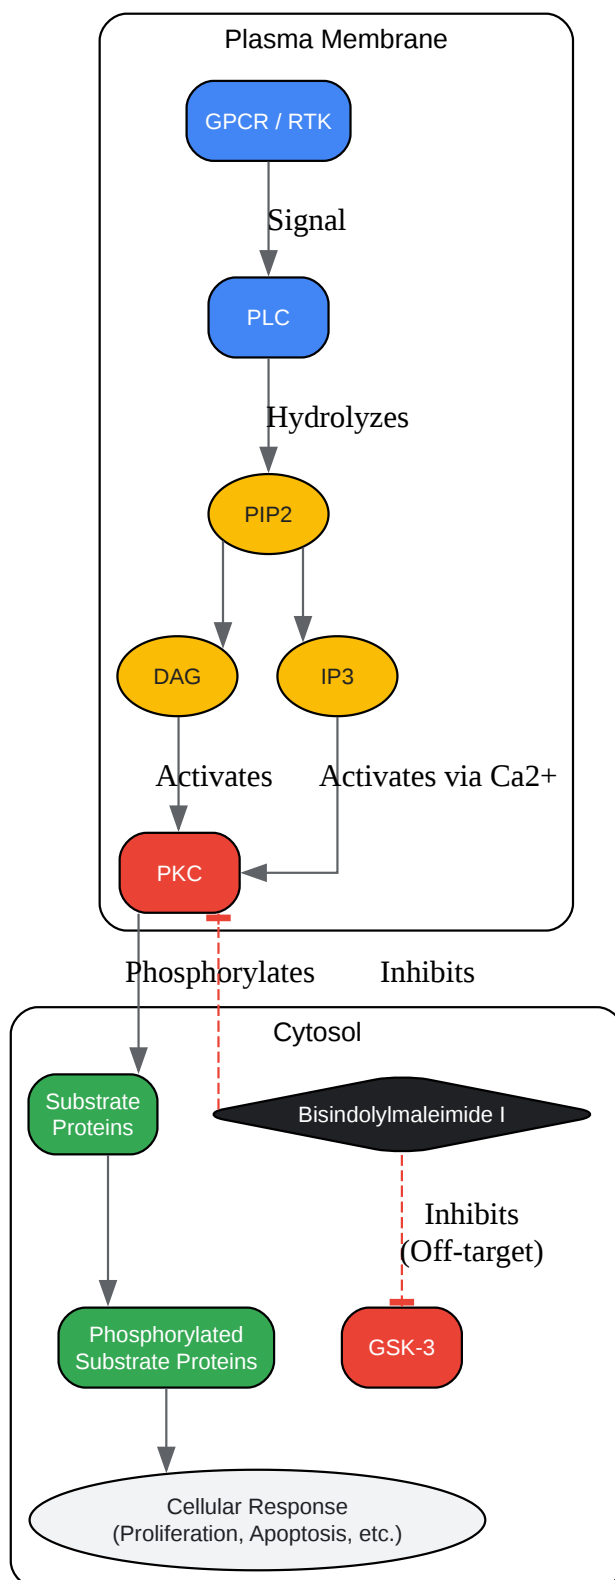 Plasma Membrane
GPCR / RTK
Signal
PLC
Hydrolyzes
PIP2
DAG
IP3
Activates
Activates via Ca2+
PKC
Phosphorylates
Inhibits
Cytosol
Substrate
Proteins
Bisindolylmaleimide I
Inhibits
(Off-target)
Phosphorylated
Substrate Proteins
GSK-3
Cellular Response
(Proliferation, Apoptosis, etc.)